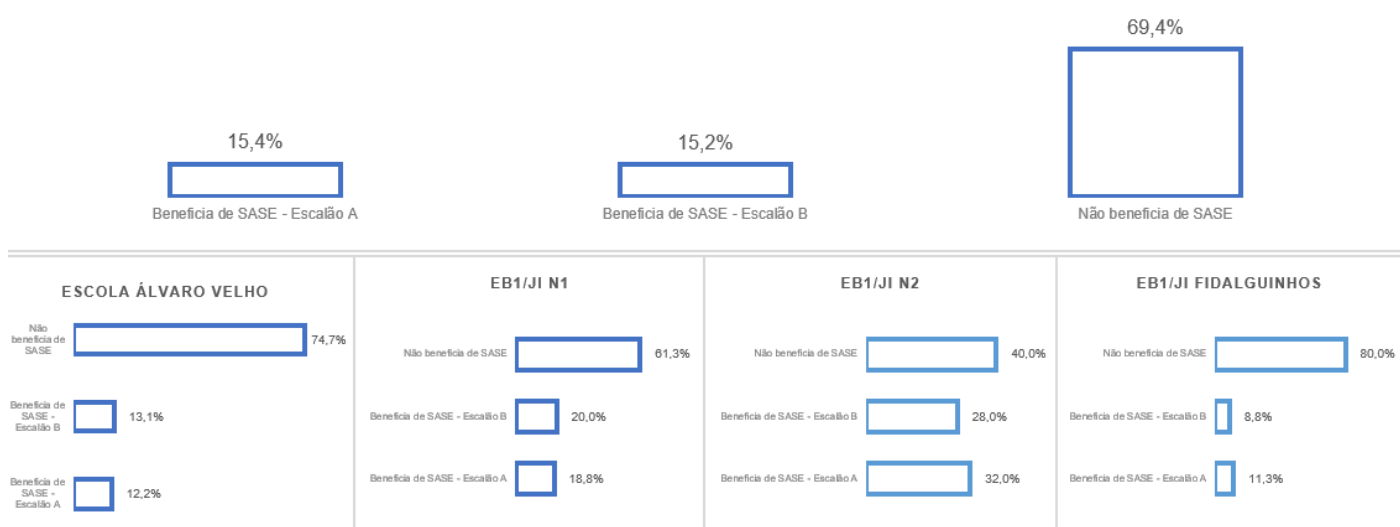 69,4%
15,4%
15,2%
Beneficia de SASE - Escalão A
Beneficia de SASE - Escalão B
Não beneficia de SASE
ESCOLA ÁLVARO VELHO
Não
beneficia de
SASE
74,7%
Beneficia de
SASE -
Escalão B
13,1%
Beneficia de
SASE -
Escalão A
12,2%
EB1/JI N1
Não beneficia de SASE
61,3%
Beneficia de SASE - Escalão B
20,0%
Beneficia de SASE - Escalão A
18,8%
EB1/JI N2
Não beneficia de SASE
40,0%
Beneficia de SASE - Escalão B
28,0%
Beneficia de SASE - Escalão A
32,0%
EB1/JI FIDALGUINHOS
Não beneficia de SASE
80,0%
Beneficia de SASE - Escalão B
8,8%
Beneficia de SASE - Escalão A
11,3%